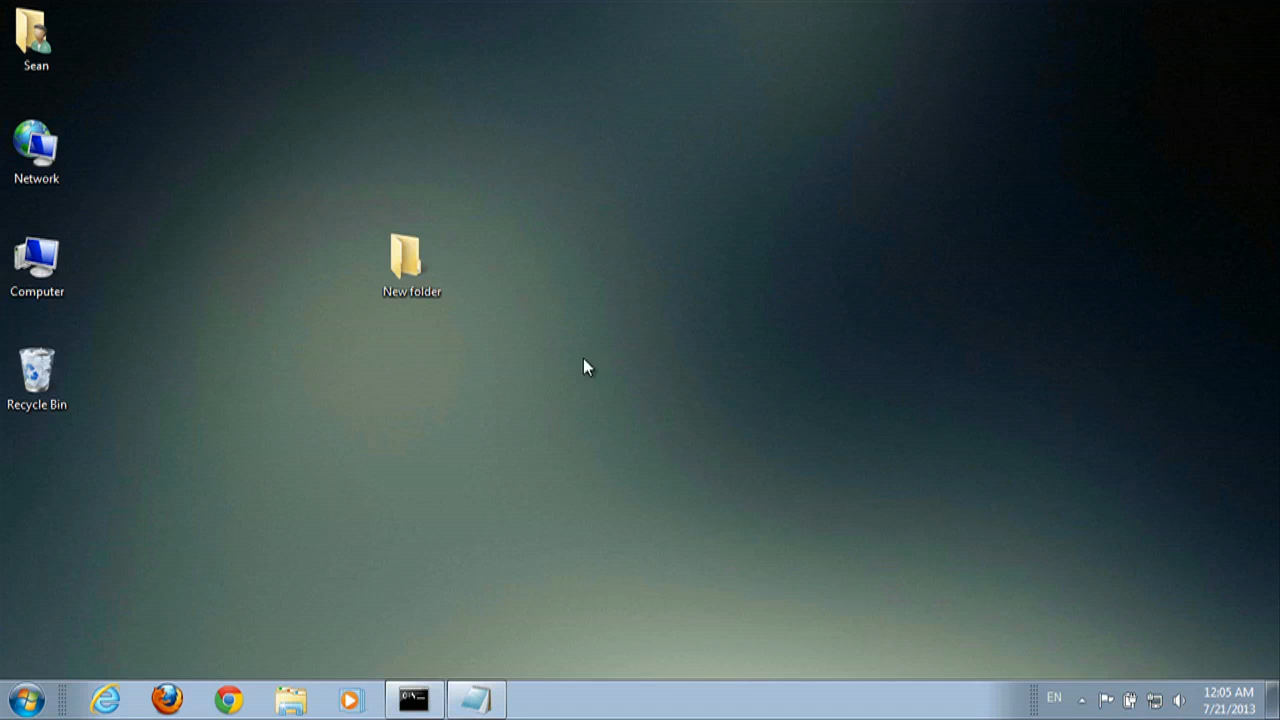 Sean
Network
New folder
Computer
Recycle Bin
EN
12:05 AM
7/21/2013